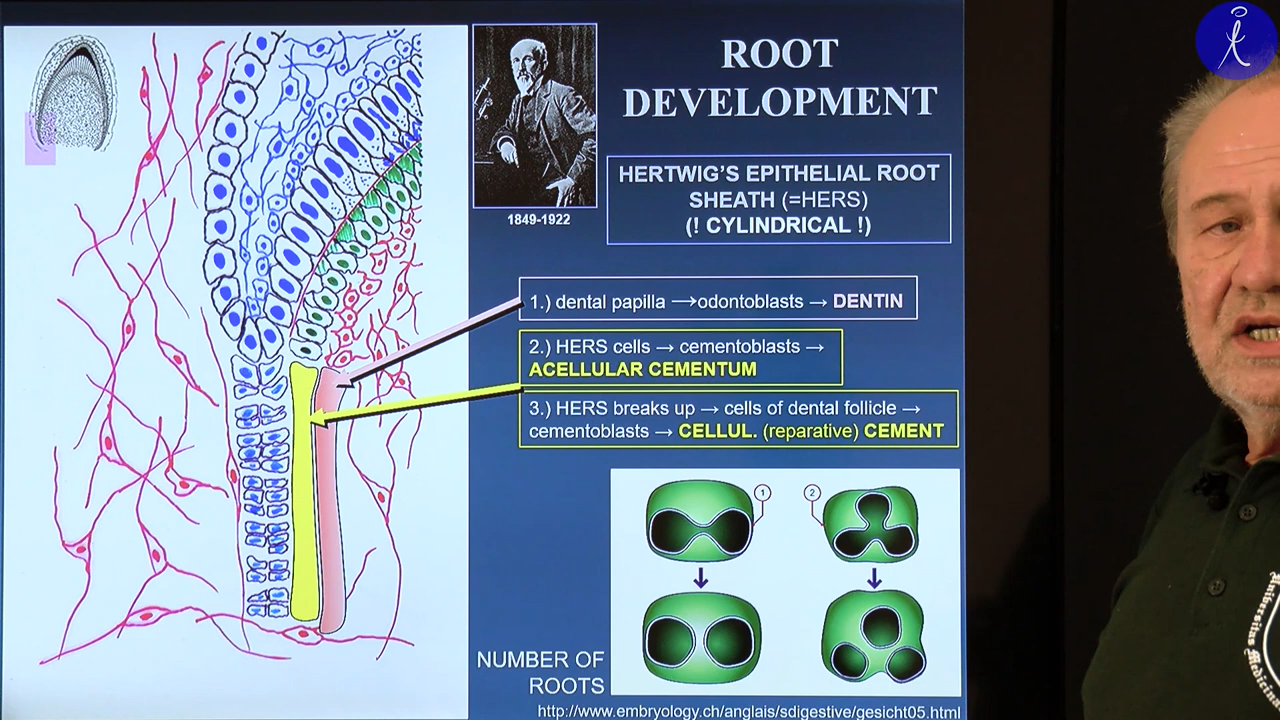 ROOT
DEVELOPMENT
1849-1922
HERTWIG'S EPITHELIAL ROOT
SHEATH (=HERS)
(! CYLINDRICAL !)
1.) dental papilla →odontoblasts → DENTIN
2.) HERS cells → cementoblasts →
ACELLULAR CEMENTUM
3.) HERS breaks up → cells of dental follicle →
cementoblasts → CELLUL. (reparative) CEMENT
1
2
NUMBER OF
ROOTS
http://www.embryology.ch/anglais/sdigestive/gesicht05.html